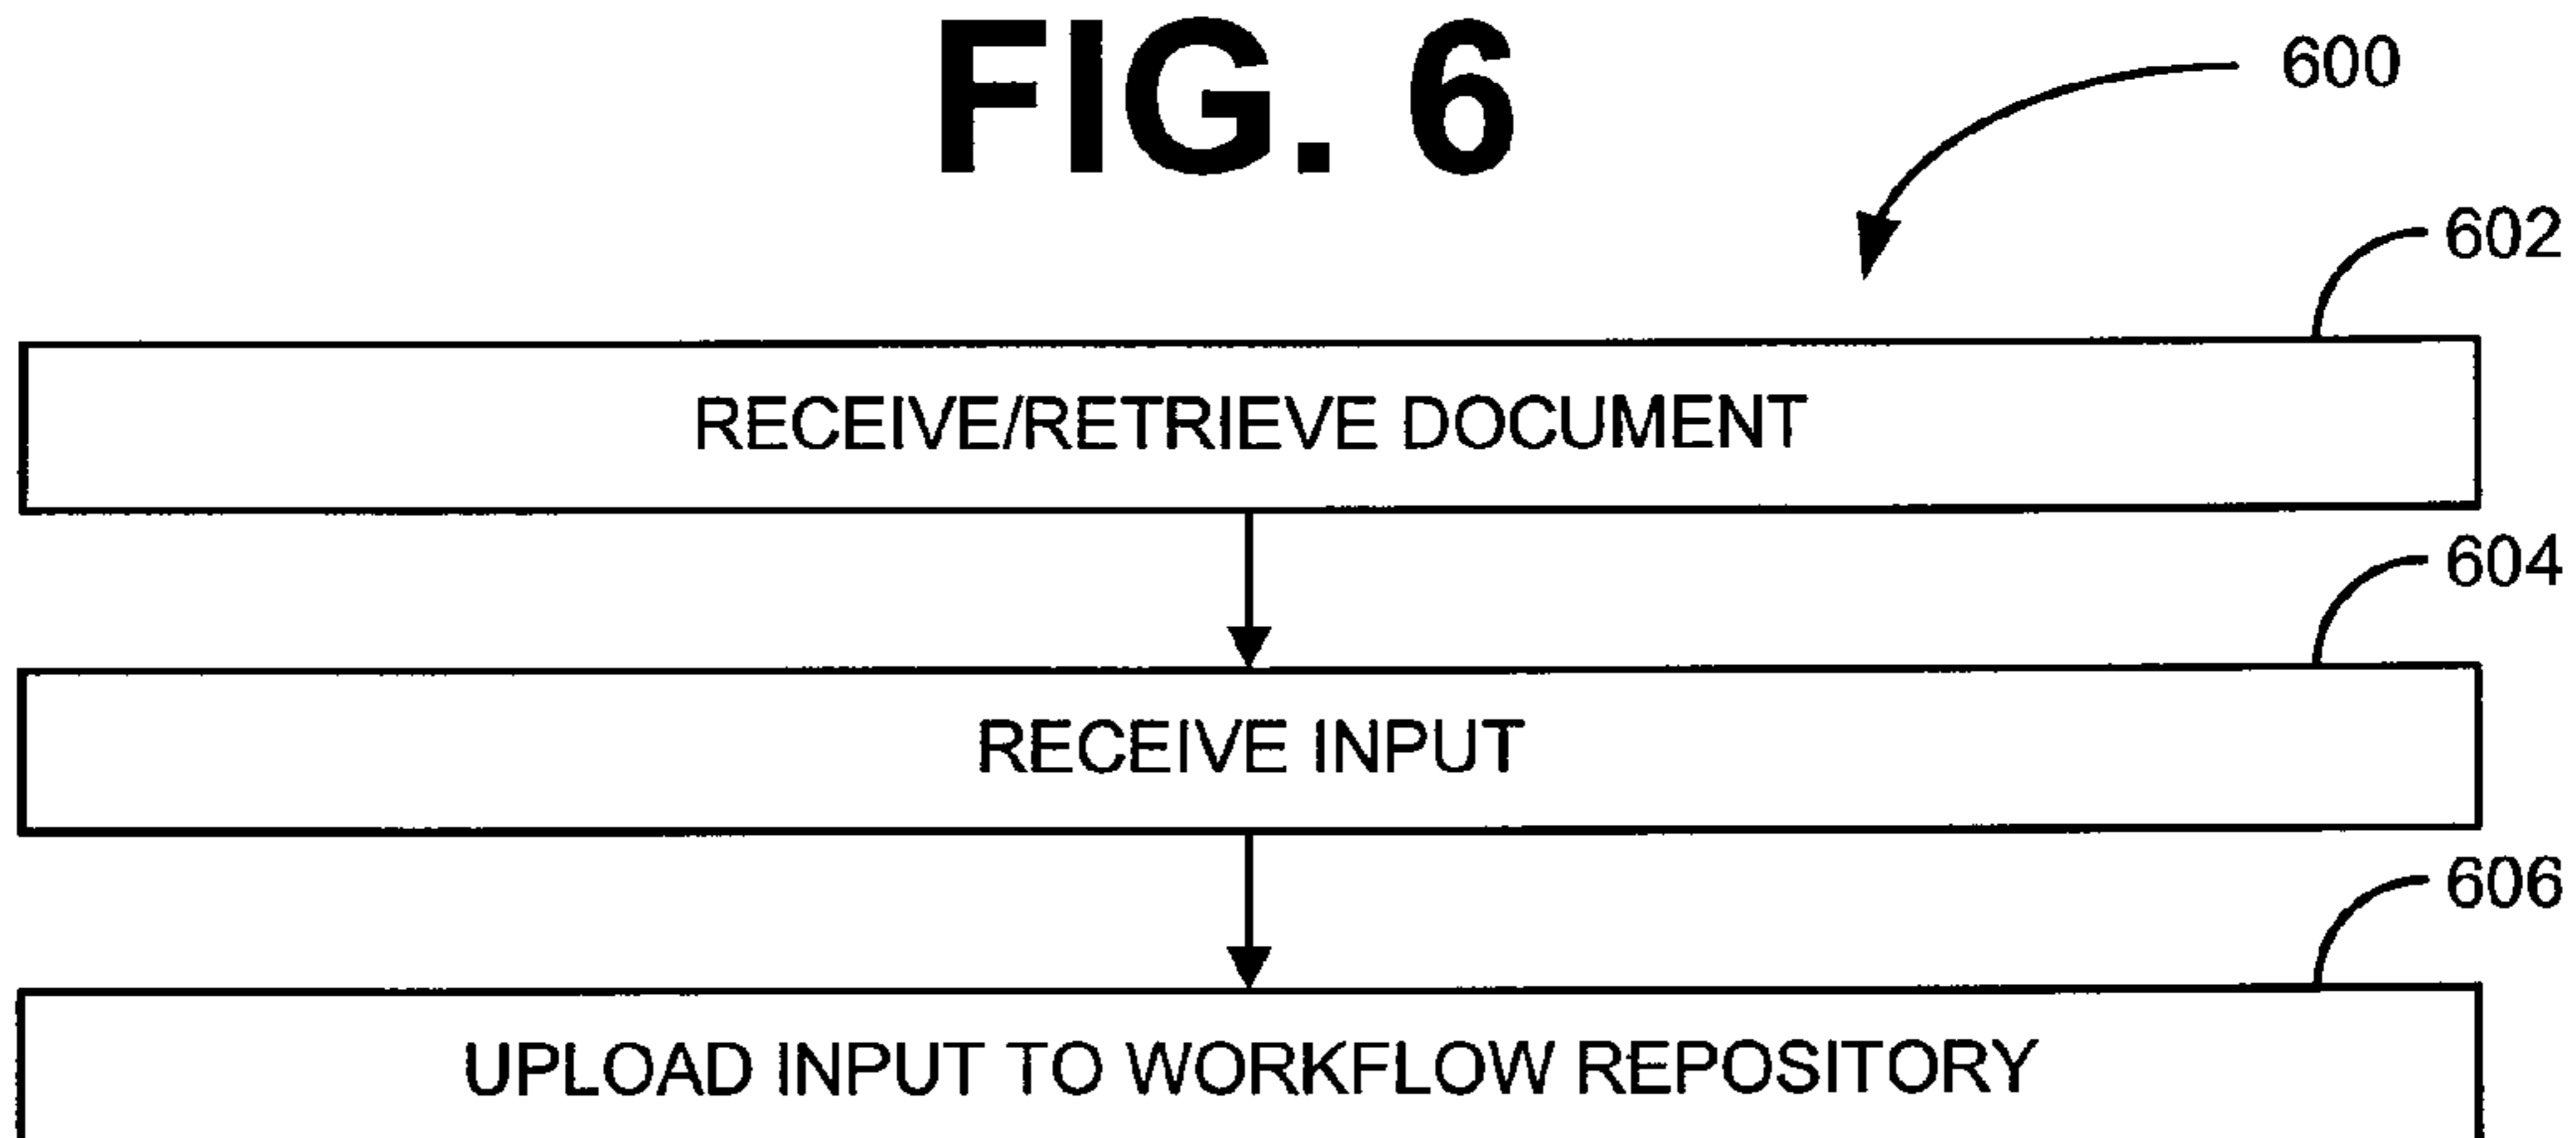 FIG. 6
600
602
RECEIVE/RETRIEVE DOCUMENT
604
RECEIVE INPUT
606
UPLOAD INPUT TO WORKFLOW REPOSITORY